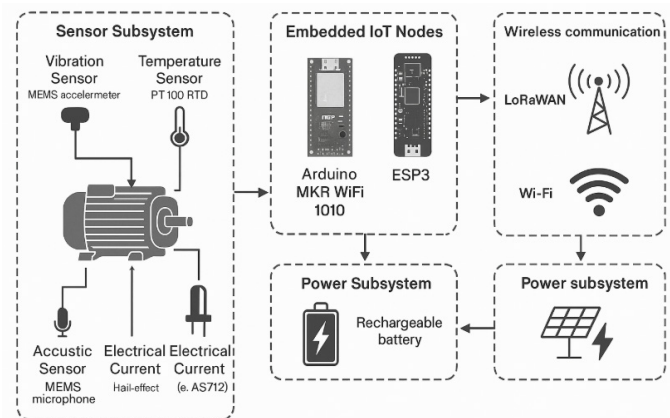 Sensor Subsystem
Vibration
Sensor
MEMS accelermeter
Temperature
Sensor
PT 100 RTD
Accustic
Sensor
MEMS
microphone
Electrical
Current
Hail-effect
Electrical
Current
(e. AS712)
Embedded IoT Nodes
Arduino
MKR WiFi
1010
ESP3
Wireless communication
LoRaWAN
Wi-Fi
Power Subsystem
Rechargeable
battery
Power subsystem